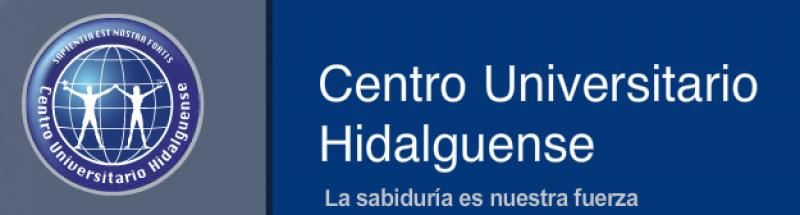 SAPIENTIA EST NOSTRA FORTIS
Centro Universitario Hidalguense
Centro Universitario
Hidalguense
La sabiduría es nuestra fuerza